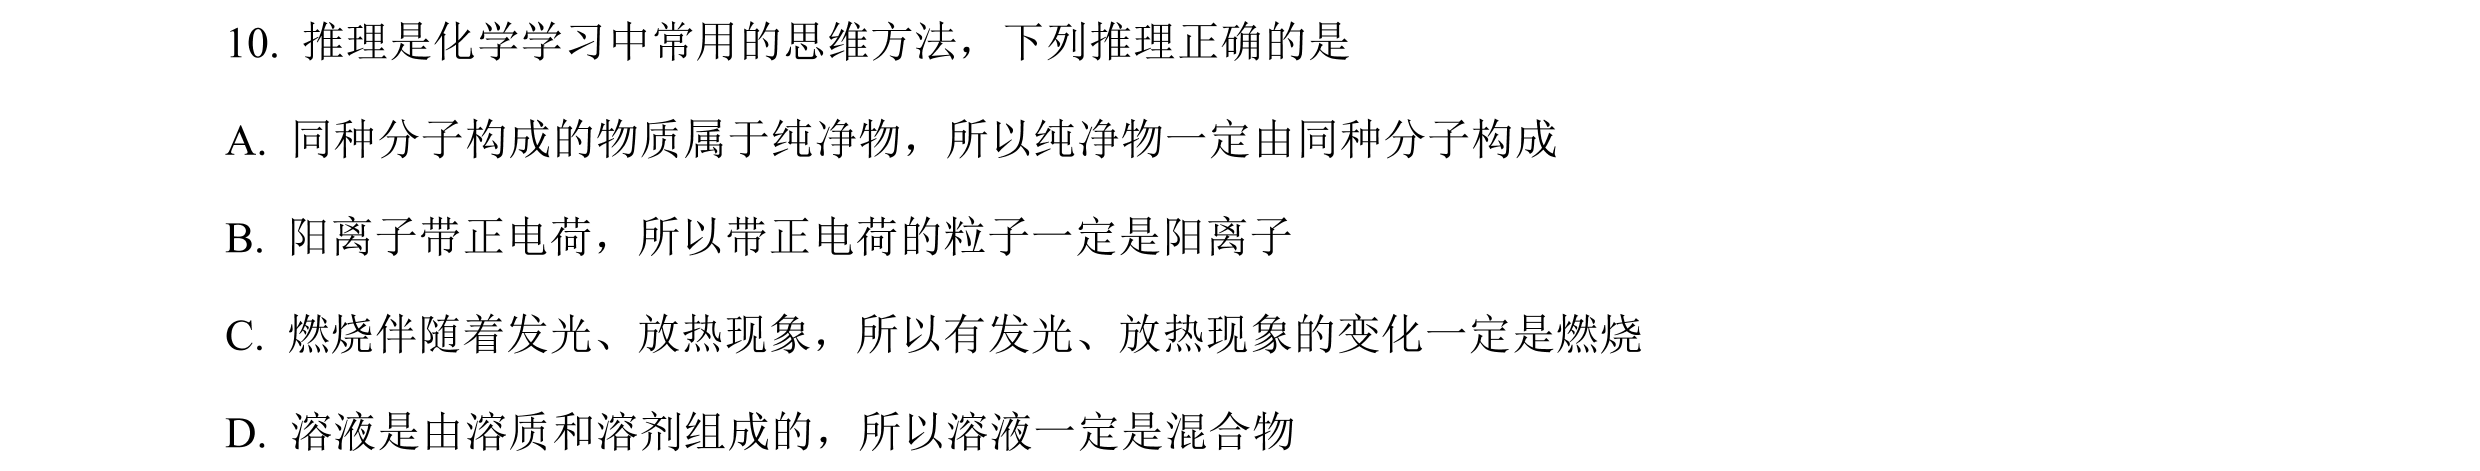 10. 推理是化学学习中常用的思维方法，下列推理正确的是
A. 同种分子构成的物质属于纯净物，所以纯净物一定由同种分子构成
B. 阳离子带正电荷，所以带正电荷的粒子一定是阳离子
C. 燃烧伴随着发光、放热现象，所以有发光、放热现象的变化一定是燃烧
D. 溶液是由溶质和溶剂组成的，所以溶液一定是混合物